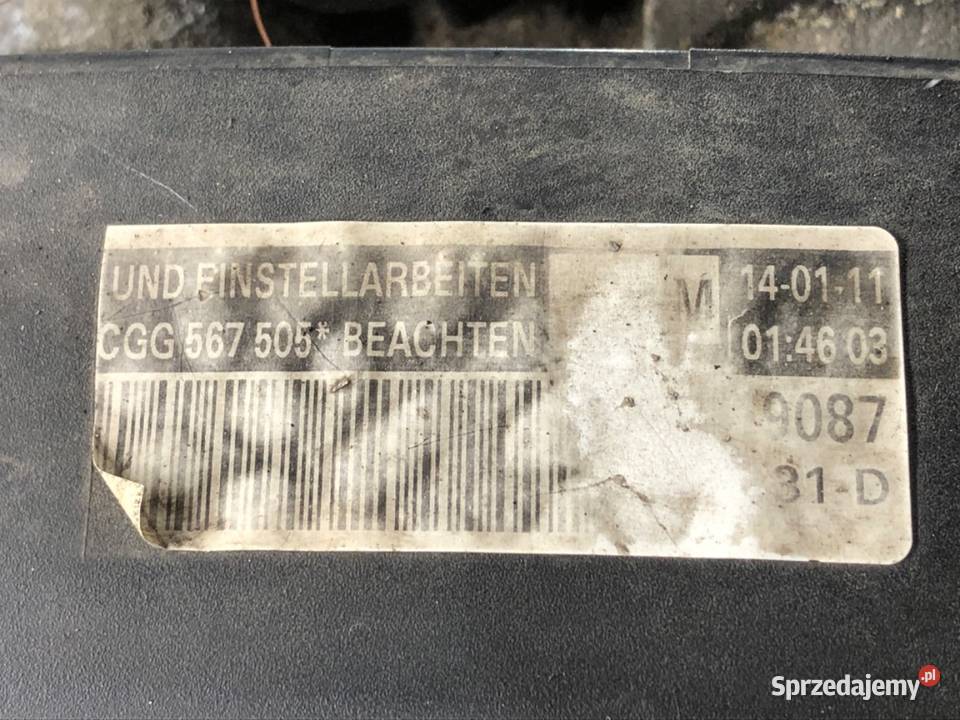 UND EINSTELLARBEITEN
CGG 567 505* BEACHTEN
M
14-01-11
01:46 03
9087
31-D
Sprzedajemy.pl